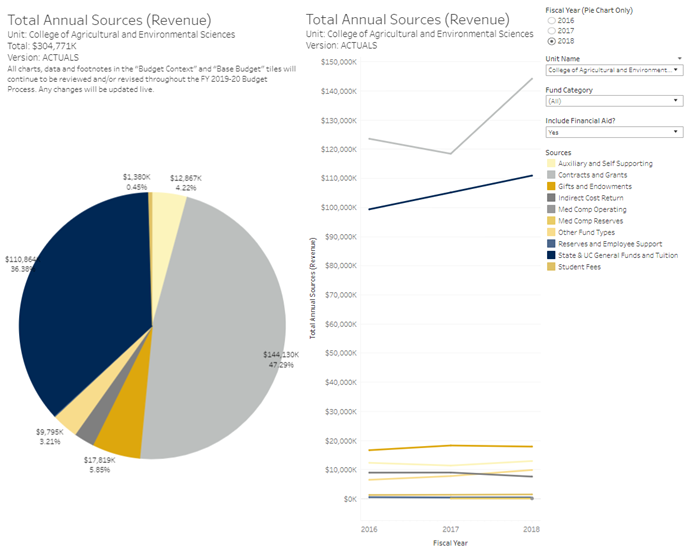 Total Annual Sources (Revenue)
Unit: College of Agricultural and Environmental Sciences
Total: $304,771K
Version: ACTUALS
All charts, data and footnotes in the "Budget Context" and "Base Budget" tiles will
continue to be reviewed and/or revised throughout the FY 2019-20 Budget
Process. Any changes will be updated live.
$1,380K
0.45%
$12,867K
4.22%
$110,864K
36.38%
$144,130K
47.29%
$9,795K
3.21%
$17,819K
5.85%
Total Annual Sources (Revenue)
Unit: College of Agricultural and Environmental Sciences
Version: ACTUALS
Total Annual Sources (Revenue)
$150,000K
$140,000K
$130,000K
$120,000K
$110,000K
$100,000K
$90,000K
$80,000K
$70,000K
$60,000K
$50,000K
$40,000K
$30,000K
$20,000K
$10,000K
$0K
2016 2017 2018
Fiscal Year
Fiscal Year (Pie Chart Only)
2016
2017
2018
Unit Name
College of Agricultural and Environment...
Fund Category
(All)
Include Financial Aid?
Yes
Sources
Auxiliary and Self Supporting
Contracts and Grants
Gifts and Endowments
Indirect Cost Return
Med Comp Operating
Med Comp Reserves
Other Fund Types
Reserves and Employee Support
State & UC General Funds and Tuition
Student Fees